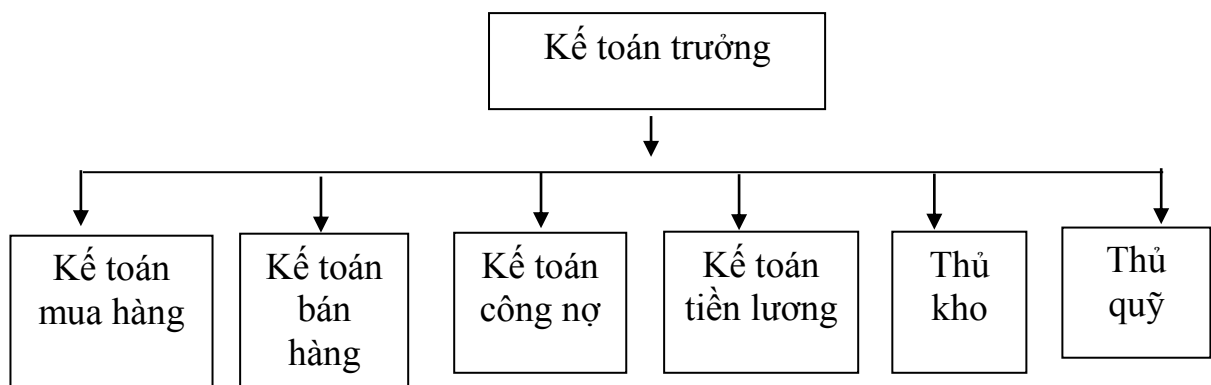 Kế toán trưởng
Kế toán
mua hàng
Kế toán
bán
hàng
Kế toán
công nợ
Kế toán
tiền lương
Thủ
kho
Thủ
quỹ